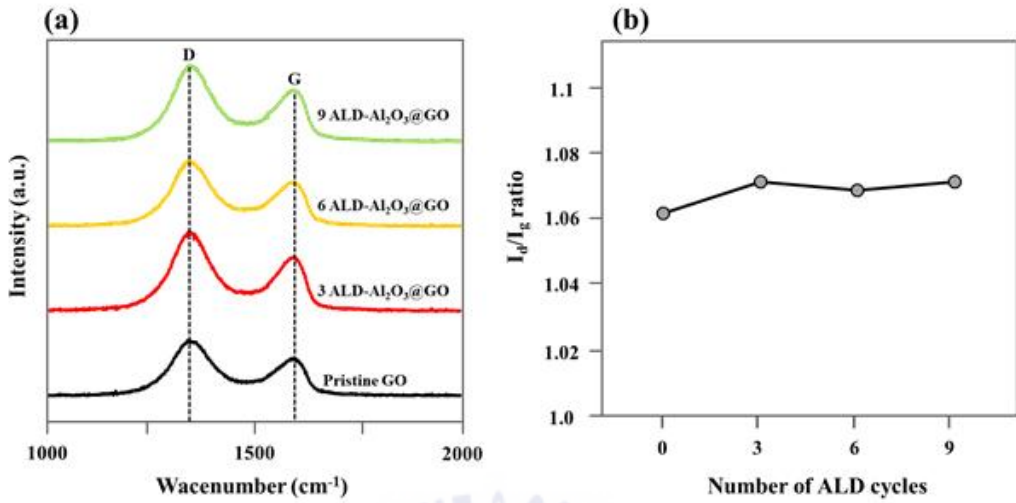 (a)
D
G
9 ALD-Al₂O₃@GO
6 ALD-Al₂O₃@GO
3 ALD-Al₂O₃@GO
Pristine GO
Intensity (a.u.)
1000 1500 2000
Wacenumber (cm⁻¹)
(b)
1.1
1.08
1.06
1.04
1.02
1.0
I_d/I_g ratio
0 3 6 9
Number of ALD cycles